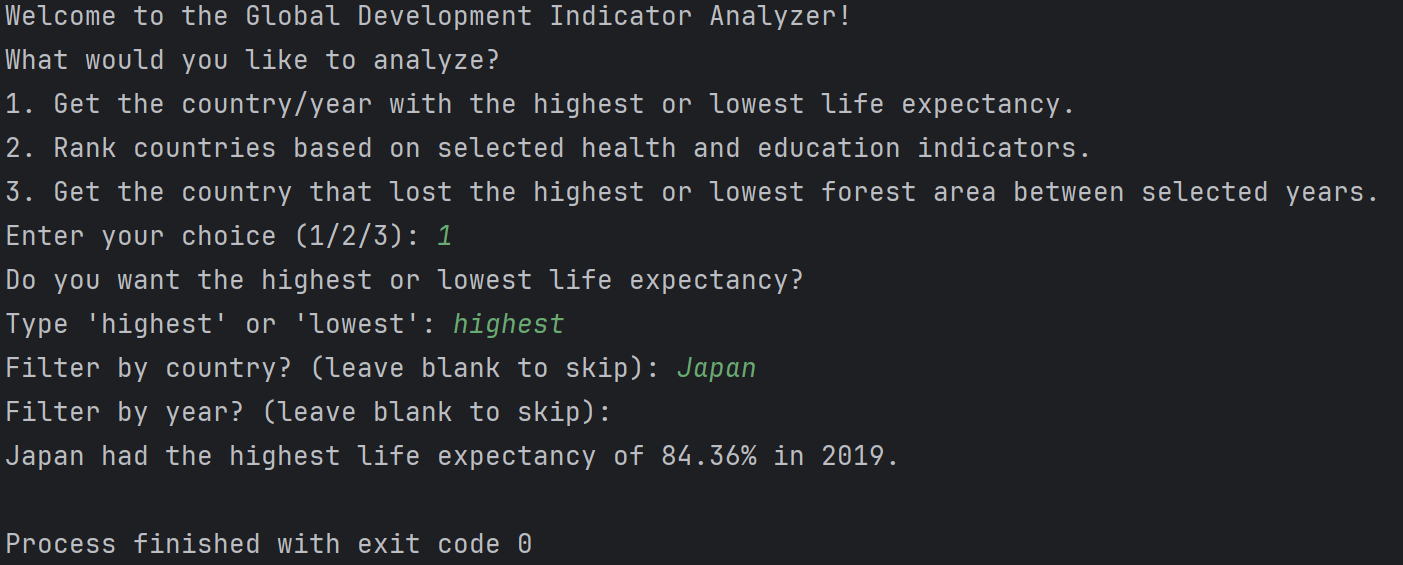 Welcome to the Global Development Indicator Analyzer!
What would you like to analyze?
1. Get the country/year with the highest or lowest life expectancy.
2. Rank countries based on selected health and education indicators.
3. Get the country that lost the highest or lowest forest area between selected years.
Enter your choice (1/2/3): 1
Do you want the highest or lowest life expectancy?
Type 'highest' or 'lowest': highest
Filter by country? (leave blank to skip): Japan
Filter by year? (leave blank to skip):
Japan had the highest life expectancy of 84.36% in 2019.
Process finished with exit code 0